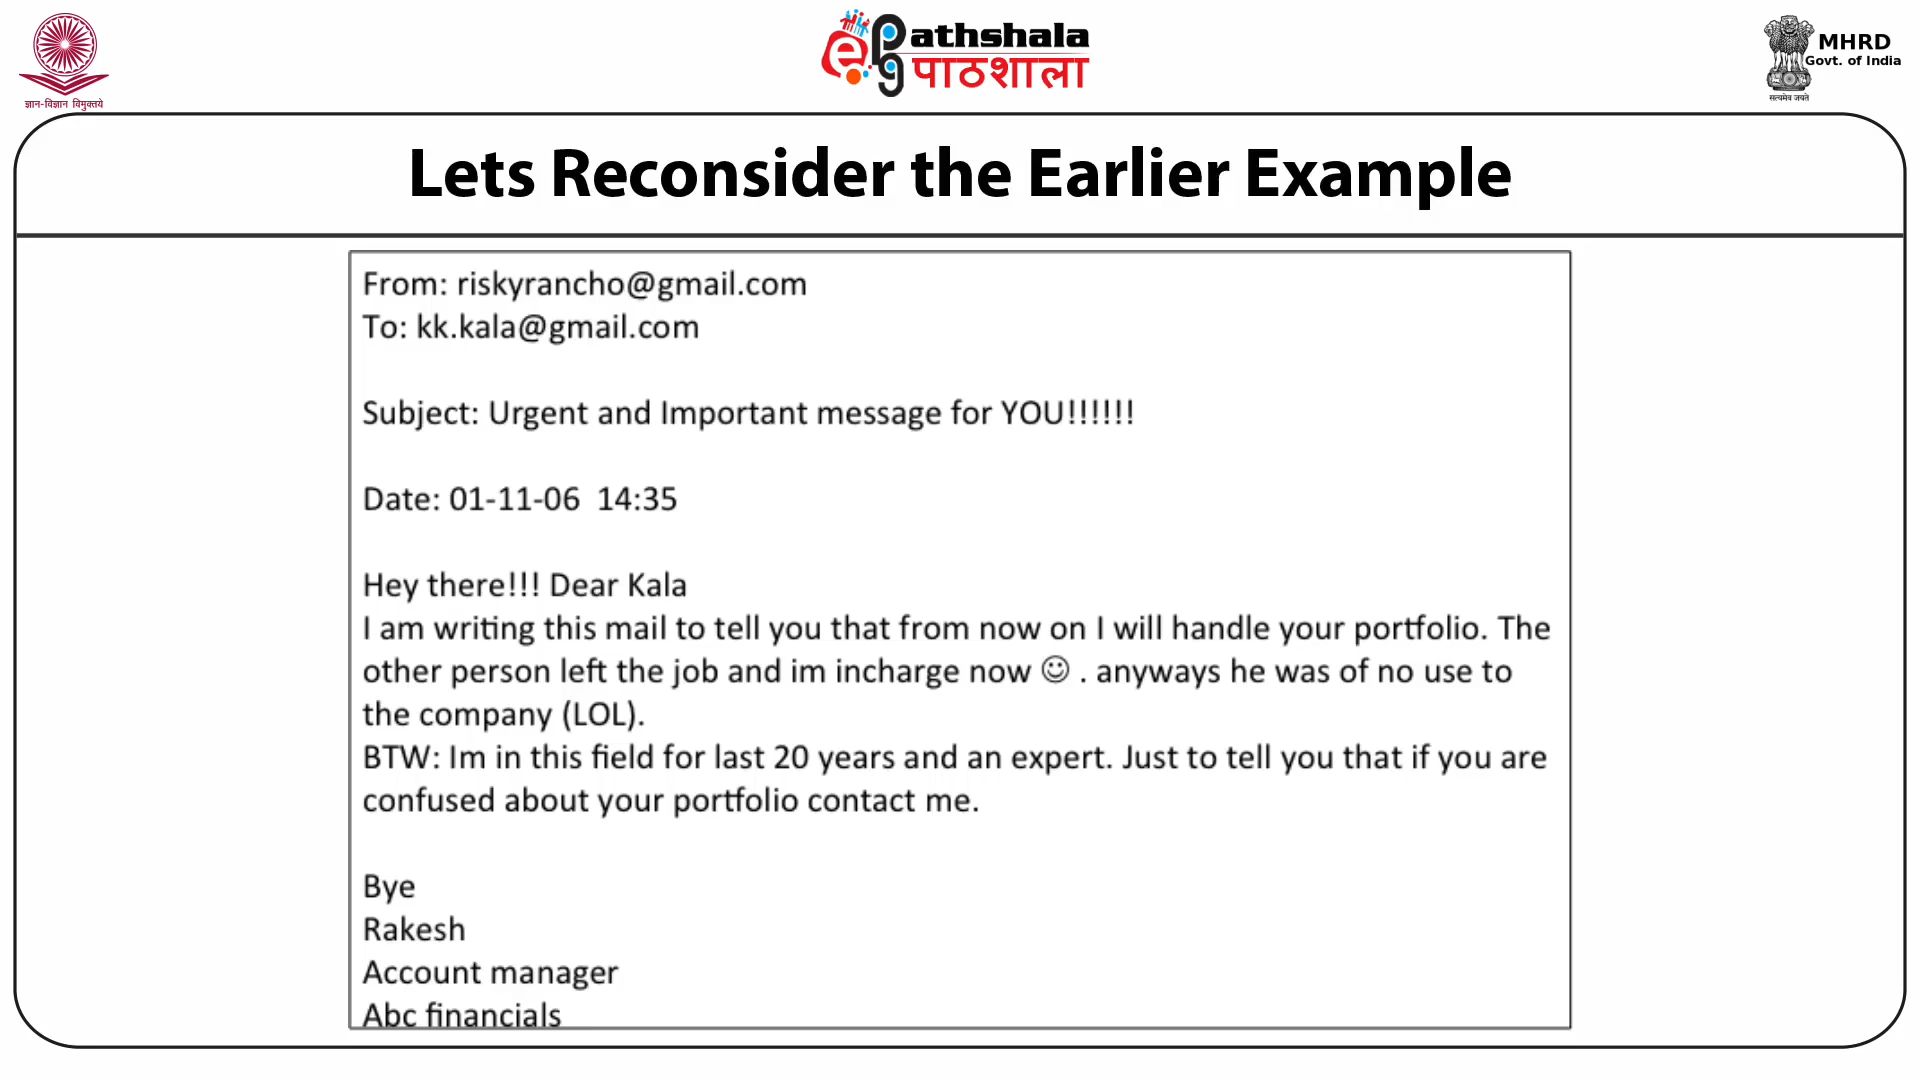 ज्ञान-विज्ञान विमुक्तये
ePathshala
पाठशाला
MHRD
Govt. of India
सत्यमेव जयते
Lets Reconsider the Earlier Example
From: riskyrancho@gmail.com
To: kk.kala@gmail.com
Subject: Urgent and Important message for YOU!!!!!!
Date: 01-11-06  14:35
Hey there!!! Dear Kala
I am writing this mail to tell you that from now on I will handle your portfolio. The
other person left the job and im incharge now ☺ . anyways he was of no use to
the company (LOL).
BTW: Im in this field for last 20 years and an expert. Just to tell you that if you are
confused about your portfolio contact me.
Bye
Rakesh
Account manager
Abc financials